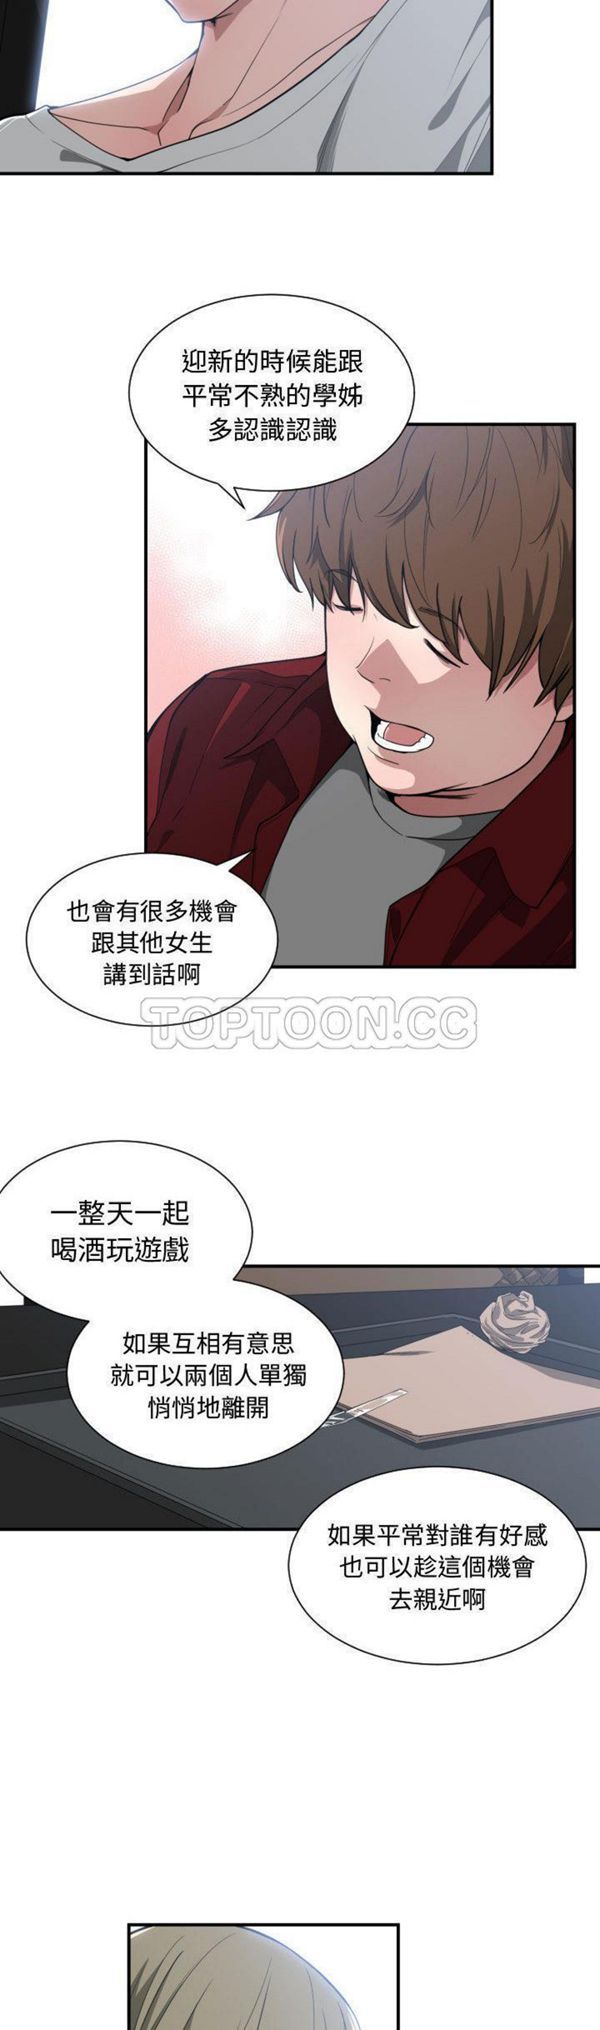 迎新的時候能跟
平常不熟的學姊
多認識認識
也會有很多機會
跟其他女生
講到話啊
TOPTOON.CC
一整天一起
喝酒玩遊戲
如果互相有意思
就可以兩個人單獨
悄悄地離開
如果平常對誰有好感
也可以趁這個機會
去親近啊
TOPTOON.CC